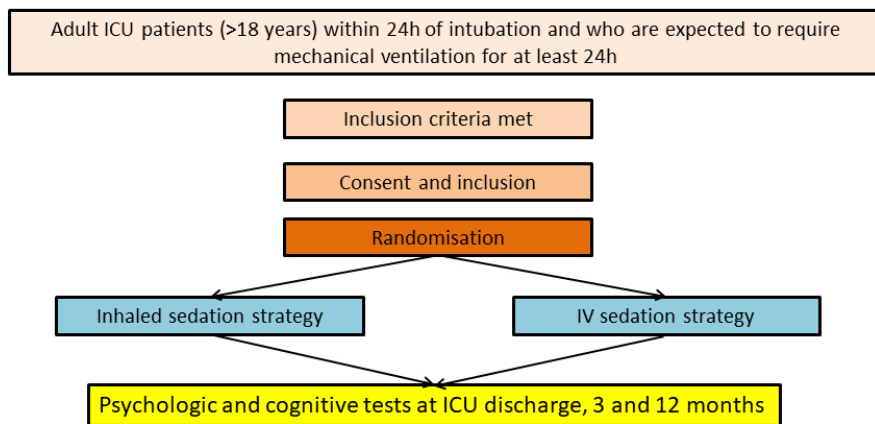 Adult ICU patients (>18 years) within 24h of intubation and who are expected to require
mechanical ventilation for at least 24h
Inclusion criteria met
Consent and inclusion
Randomisation
Inhaled sedation strategy
IV sedation strategy
Psychologic and cognitive tests at ICU discharge, 3 and 12 months